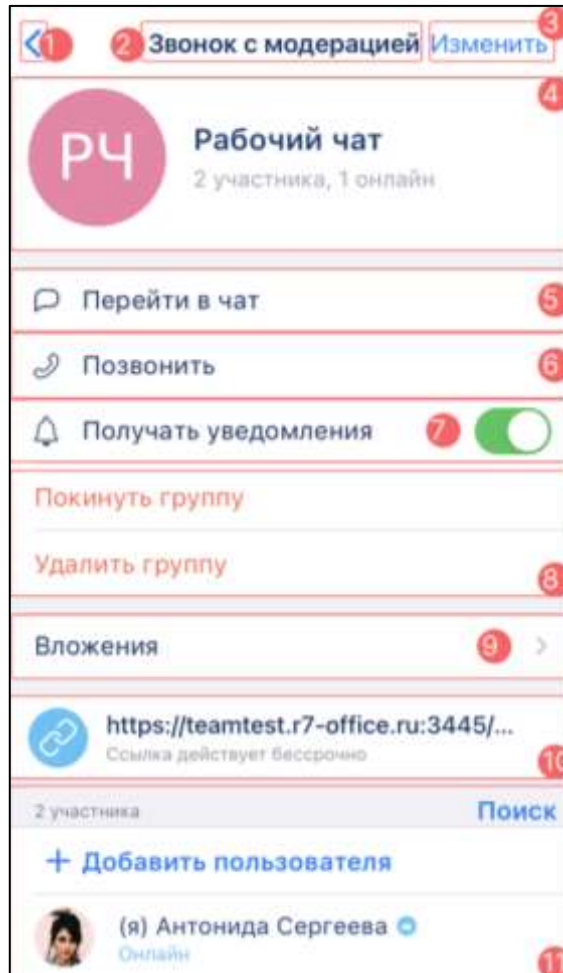 1 2 Звонок с модерацией Изменить 3
4
РЧ
Рабочий чат
2 участника, 1 онлайн
Перейти в чат 5
Позвонить 6
Получать уведомления 7
Покинуть группу
Удалить группу 8
Вложения 9
https://teamtest.r7-office.ru:3445/...
Ссылка действует бессрочно 10
2 участника Поиск
+ Добавить пользователя
(я) Антонида Сергеева
Онлайн 11